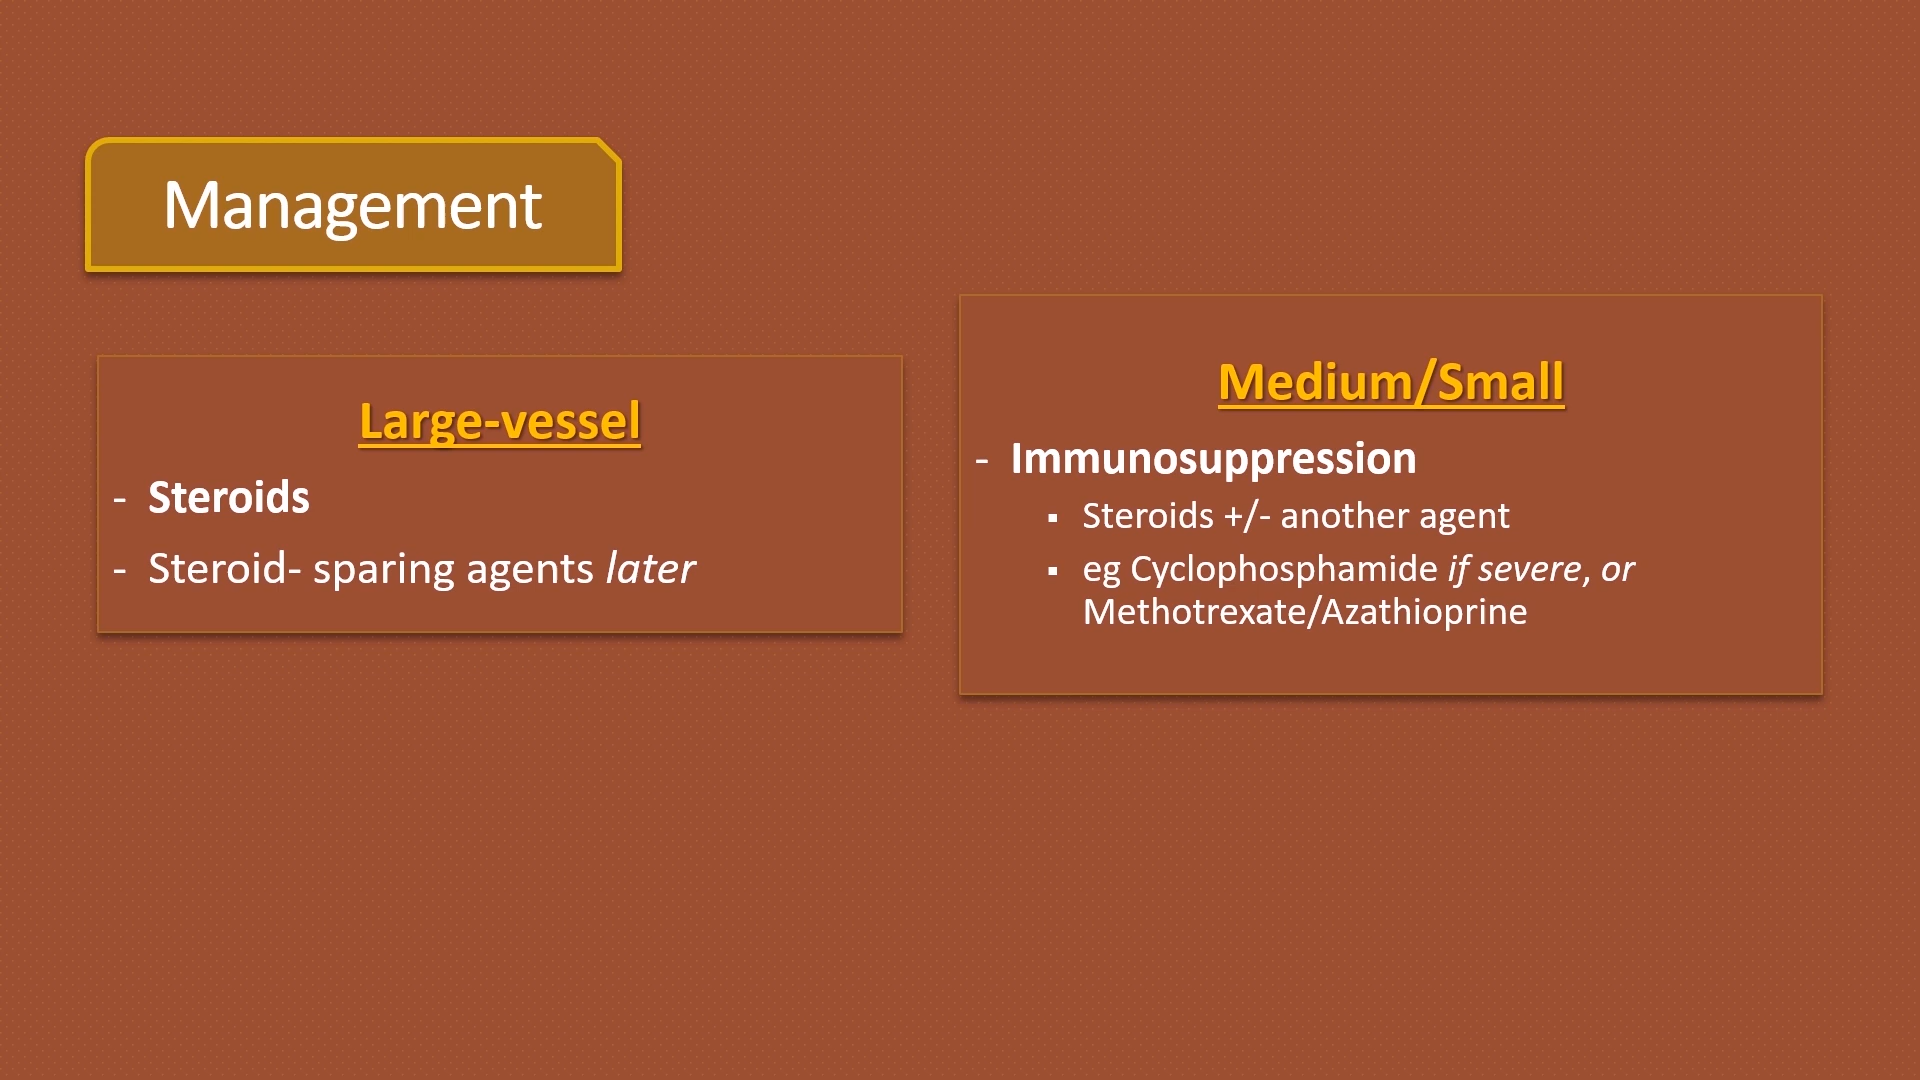 Management
Large-vessel
- Steroids
- Steroid- sparing agents later
Medium/Small
- Immunosuppression
▪ Steroids +/- another agent
▪ eg Cyclophosphamide if severe, or
Methotrexate/Azathioprine